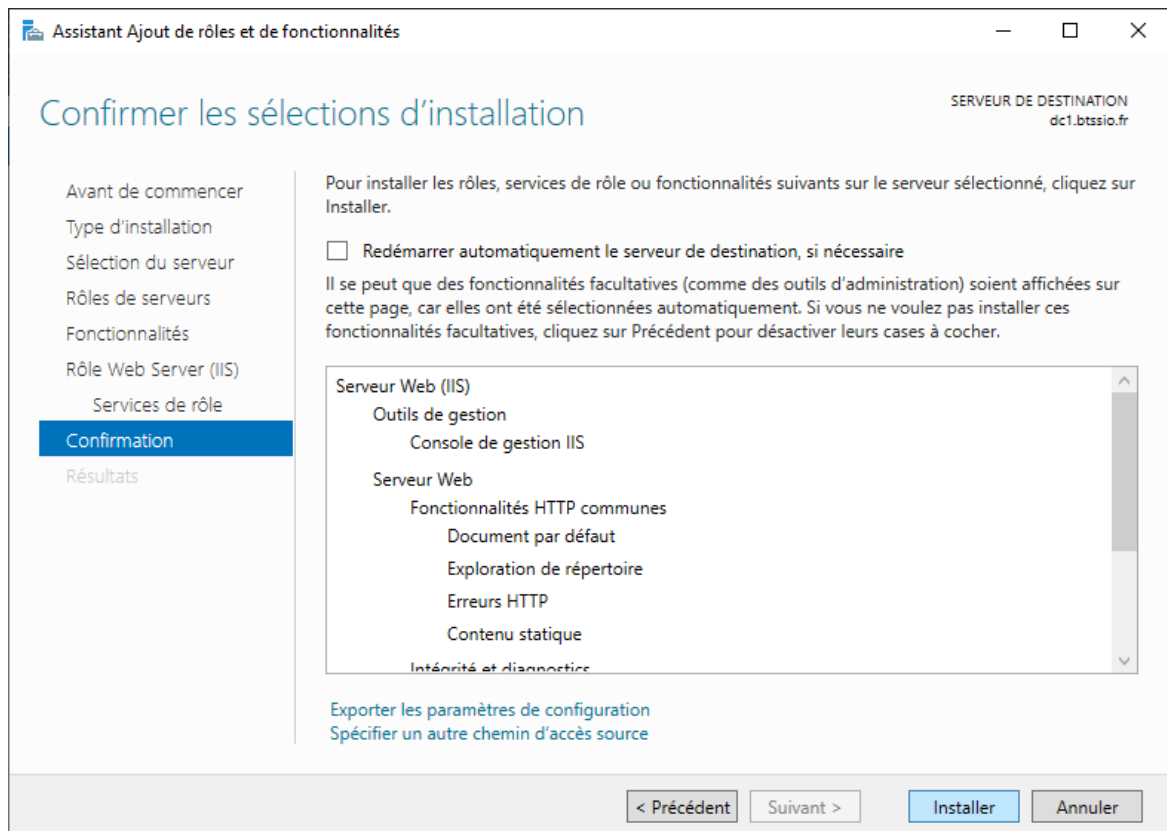 Assistant Ajout de rôles et de fonctionnalités
Confirmer les sélections d'installation
SERVEUR DE DESTINATION
dc1.btssio.fr
Avant de commencer
Type d'installation
Sélection du serveur
Rôles de serveurs
Fonctionnalités
Rôle Web Server (IIS)
Services de rôle
Confirmation
Résultats
Pour installer les rôles, services de rôle ou fonctionnalités suivants sur le serveur sélectionné, cliquez sur
Installer.
Redémarrer automatiquement le serveur de destination, si nécessaire
Il se peut que des fonctionnalités facultatives (comme des outils d'administration) soient affichées sur
cette page, car elles ont été sélectionnées automatiquement. Si vous ne voulez pas installer ces
fonctionnalités facultatives, cliquez sur Précédent pour désactiver leurs cases à cocher.
Serveur Web (IIS)
Outils de gestion
Console de gestion IIS
Serveur Web
Fonctionnalités HTTP communes
Document par défaut
Exploration de répertoire
Erreurs HTTP
Contenu statique
Intégrité et diagnostics
Exporter les paramètres de configuration
Spécifier un autre chemin d'accès source
< Précédent
Suivant >
Installer
Annuler